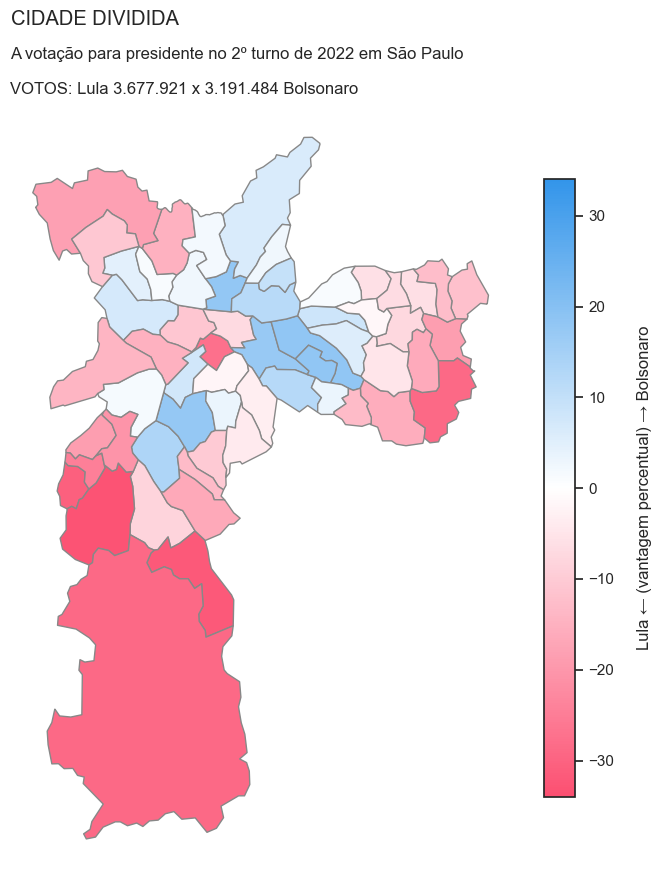 CIDADE DIVIDIDA
A votação para presidente no 2º turno de 2022 em São Paulo
VOTOS: Lula 3.677.921 x 3.191.484 Bolsonaro
30
20
10
0
−10
−20
−30
Lula ← (vantagem percentual) → Bolsonaro